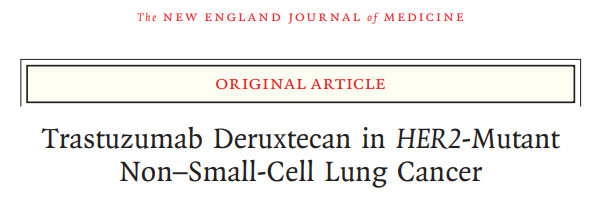 The NEW ENGLAND JOURNAL of MEDICINE
ORIGINAL ARTICLE
Trastuzumab Deruxtecan in HER2-Mutant
Non–Small-Cell Lung Cancer